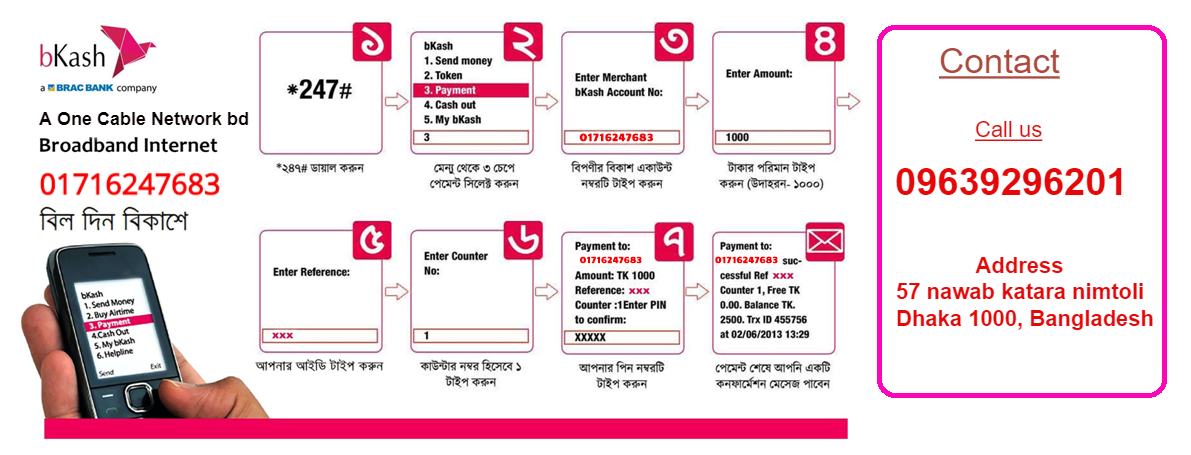 bKash
a BRAC BANK company
A One Cable Network bd
Broadband Internet
01716247683
বিল দিন বিকাশে
bKash
1. Send Money
2. Buy Airtime
3. Payment
4.Cash Out
5. My bKash
6. Helpline
Send Exit
১
*247#
*২৪৭# ডায়াল করুন
২
bKash
1. Send money
2. Token
3. Payment
4. Cash out
5. My bKash
3
মেন্যু থেকে ৩ চেপে
পেমেন্ট সিলেক্ট করুন
৩
Enter Merchant
bKash Account No:
01716247683
বিপণীর বিকাশ একাউন্ট
নম্বরটি টাইপ করুন
৪
Enter Amount:
1000
টাকার পরিমান টাইপ
করুন (উদাহরন- ১০০০)
৫
Enter Reference:
xxx
আপনার আইডি টাইপ করুন
৬
Enter Counter
No:
1
কাউন্টার নম্বর হিসেবে ১
টাইপ করুন
৭
Payment to:
01716247683
Amount: TK 1000
Reference: xxx
Counter :1Enter PIN
to confirm:
XXXXX
আপনার পিন নম্বরটি
টাইপ করুন
Payment to:
01716247683 suc-
cessful Ref xxx
Counter 1, Free TK
0.00. Balance TK.
2500. Trx ID 455756
at 02/06/2013 13:29
পেমেন্ট শেষে আপনি একটি
কনফার্মেশন মেসেজ পাবেন
Contact
Call us
09639296201
Address
57 nawab katara nimtoli
Dhaka 1000, Bangladesh